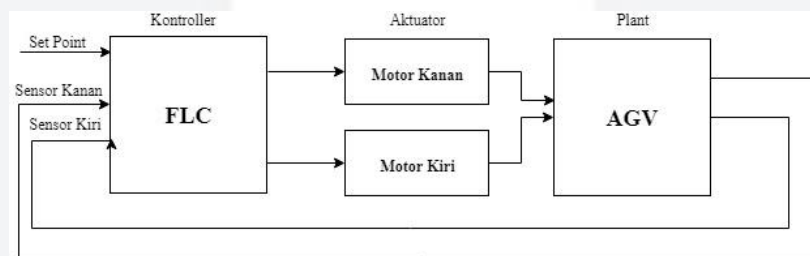 Kontroller
Aktuator
Plant
Set Point
Sensor Kanan
Sensor Kiri
FLC
Motor Kanan
Motor Kiri
AGV